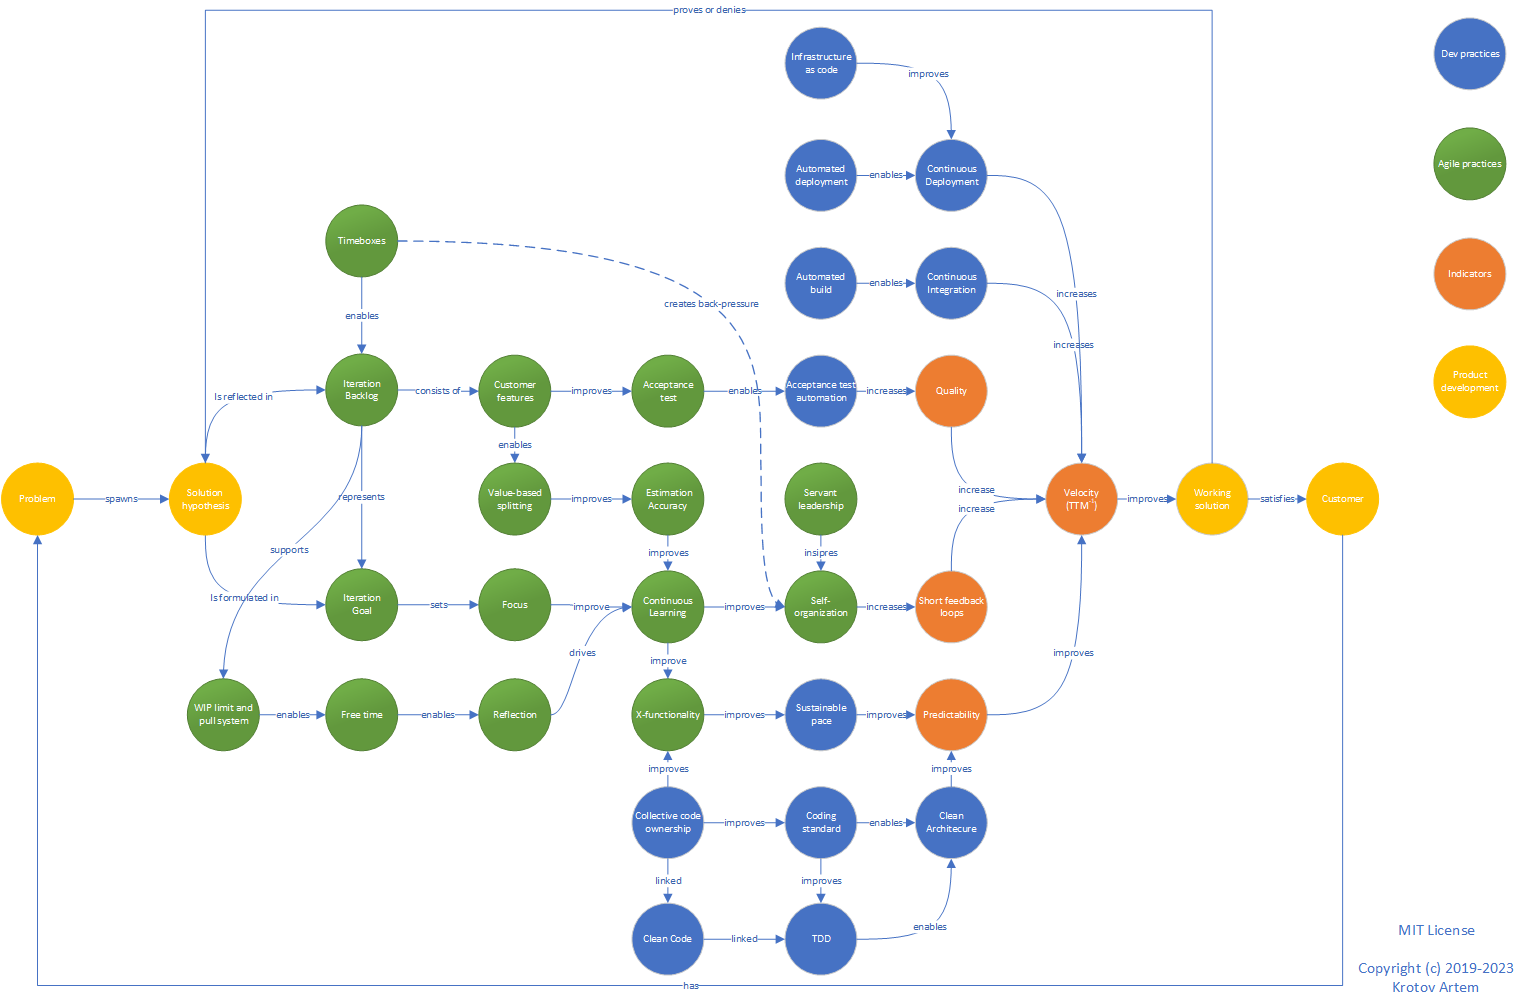 proves or denies
Infrastructure
as code
improves
Dev practices
Automated
deployment
enables
Continuous
Deployment
Agile practices
Timeboxes
creates back-pressure
Automated
build
enables
Continuous
Integration
increases
Indicators
enables
increases
Is reflected in
Iteration
Backlog
consists of
Customer
features
improves
Acceptance
test
enables
Acceptance test
automation
increases
Quality
Product
development
enables
Problem
spawns
Solution
hypothesis
represents
Value-based
splitting
improves
Estimation
Accuracy
Servant
leadership
increase
increase
Velocity
(TTM⁻¹)
improves
Working
solution
satisfies
Customer
supports
improves
insipres
Is formulated in
Iteration
Goal
sets
Focus
improve
Continuous
Learning
improves
Self-
organization
increases
Short feedback
loops
drives
improve
improves
WIP limit and
pull system
enables
Free time
enables
Reflection
X-functionality
improves
Sustainable
pace
improves
Predictability
improves
improves
Collective code
ownership
improves
Coding
standard
enables
Clean
Architecure
linked
improves
Clean Code
linked
TDD
enables
MIT License
Copyright (c) 2019-2023
Krotov Artem
has